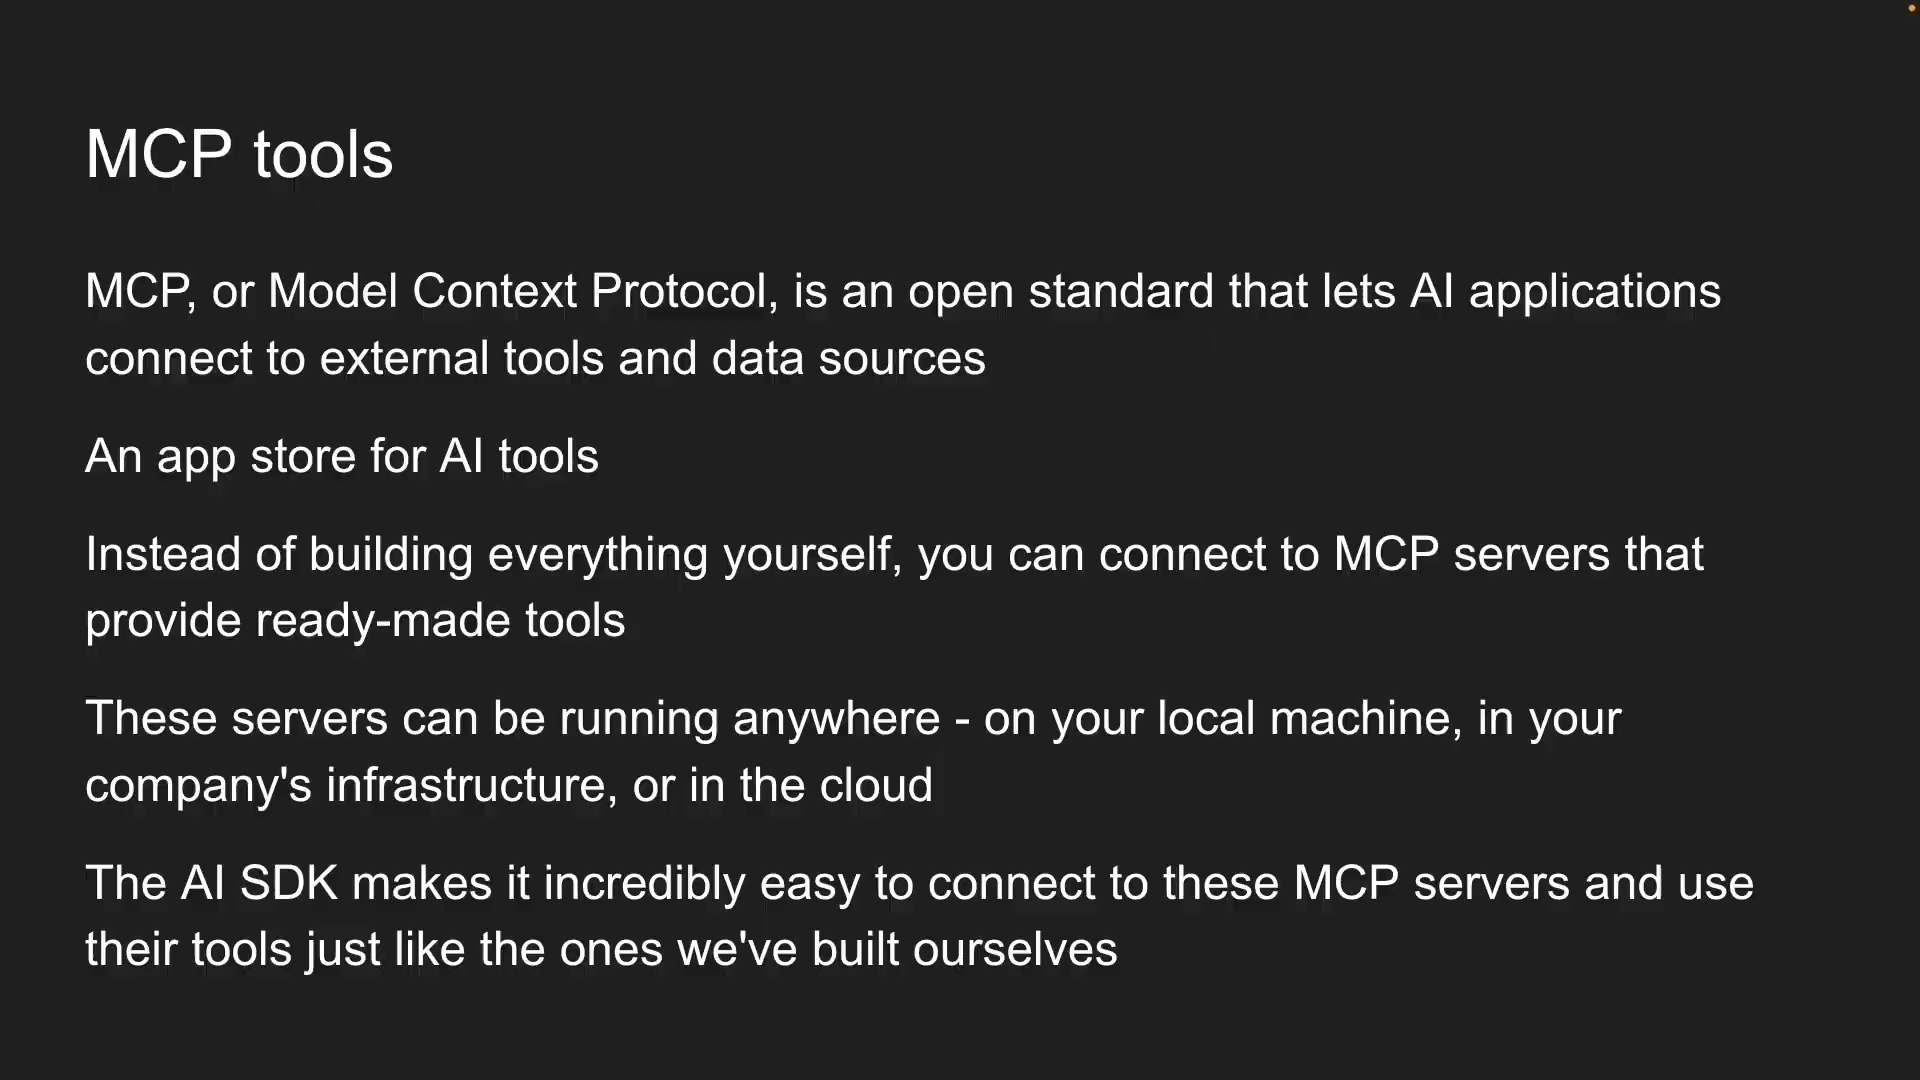 MCP tools
MCP, or Model Context Protocol, is an open standard that lets AI applications
connect to external tools and data sources
An app store for AI tools
Instead of building everything yourself, you can connect to MCP servers that
provide ready-made tools
These servers can be running anywhere - on your local machine, in your
company's infrastructure, or in the cloud
The AI SDK makes it incredibly easy to connect to these MCP servers and use
their tools just like the ones we've built ourselves